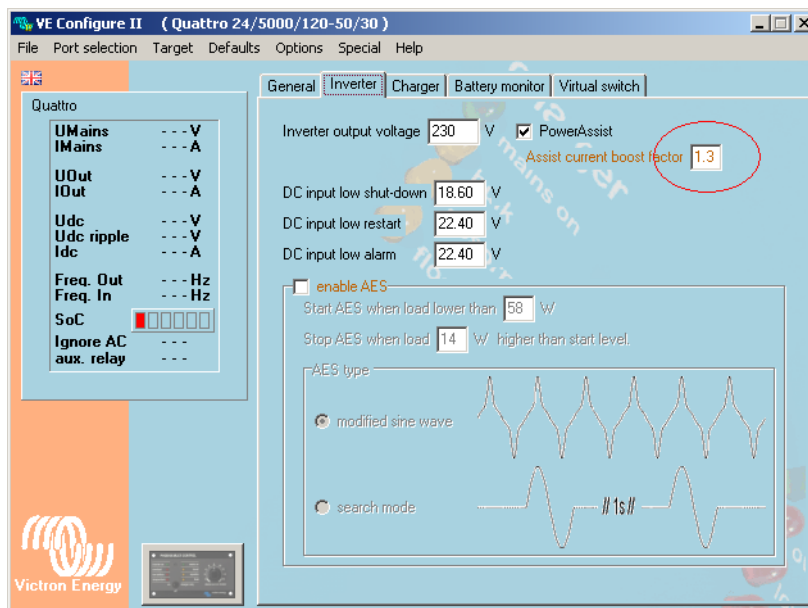 VE Configure II ( Quattro 24/5000/120-50/30 )
File Port selection Target Defaults Options Special Help
General Inverter Charger Battery monitor Virtual switch
Quattro
UMains - - - V
IMains - - - A
UOut - - - V
IOut - - - A
Udc - - - V
Udc ripple - - - V
Idc - - - A
Freq. Out - - - Hz
Freq. In - - - Hz
SoC
Ignore AC - - -
aux. relay - - -
Inverter output voltage 230 V PowerAssist
Assist current boost factor 1.3
DC input low shut-down 18.60 V
DC input low restart 22.40 V
DC input low alarm 22.40 V
enable AES
Start AES when load lower than 58 W
Stop AES when load 14 W higher than start level.
AES type
modified sine wave
search mode
// 1s //
mains on
victron energy